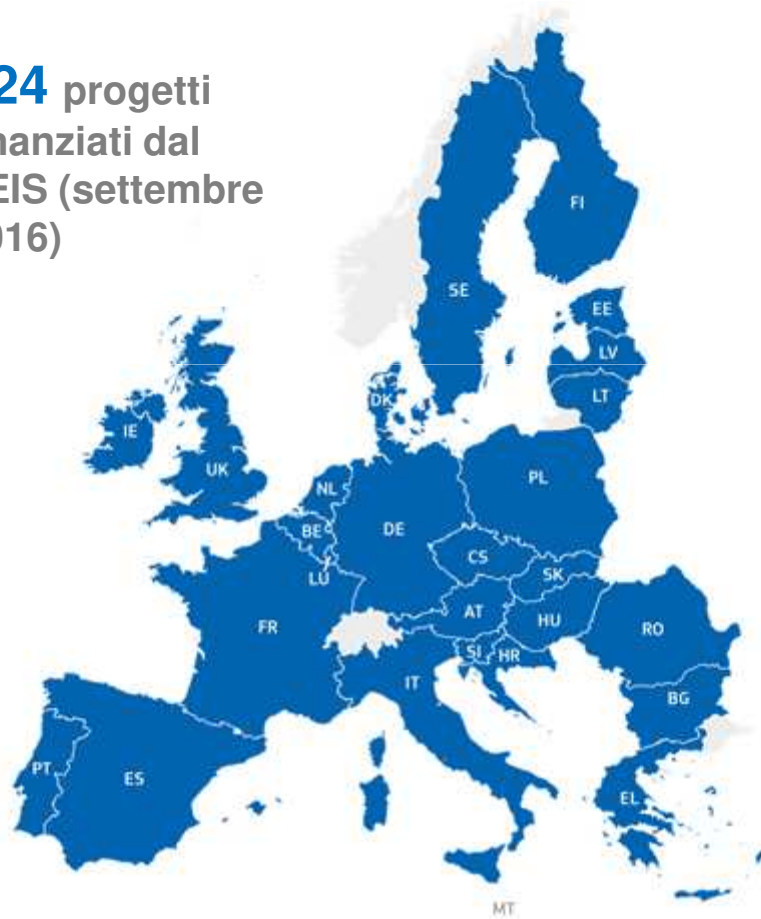 24 progetti
nanziati dal
EIS (settembre
016)
FI
SE
EE
LV
LT
DK
IE
UK
NL
PL
BE
DE
CS
LU
SK
AT
HU
FR
RO
SI
HR
IT
BG
PT
ES
EL
MT